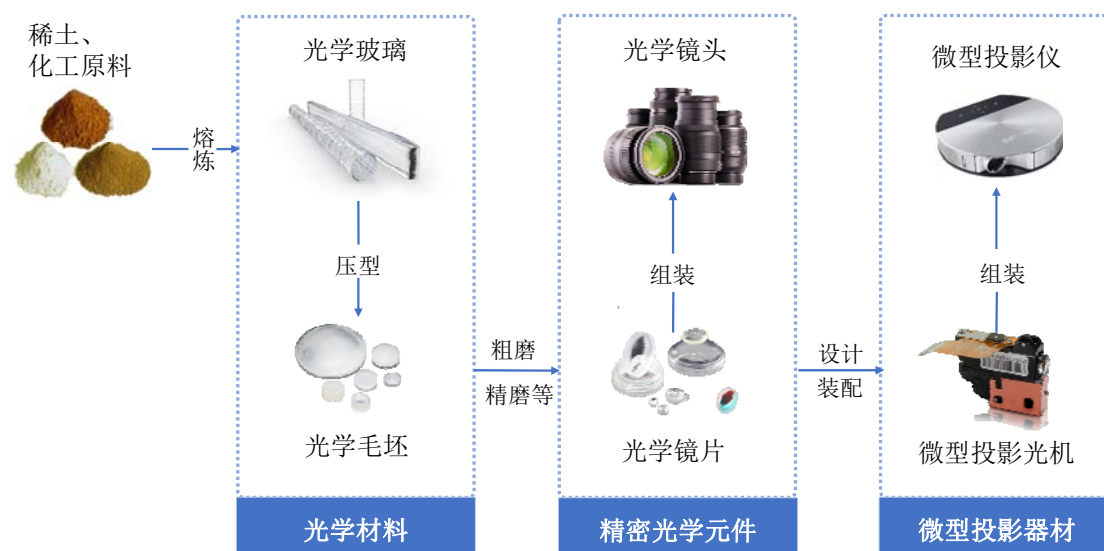 稀土、
化工原料
熔
炼
光学玻璃
压型
光学毛坯
光学材料
粗磨
精磨等
光学镜头
组装
光学镜片
精密光学元件
设计
装配
微型投影仪
组装
微型投影光机
微型投影器材